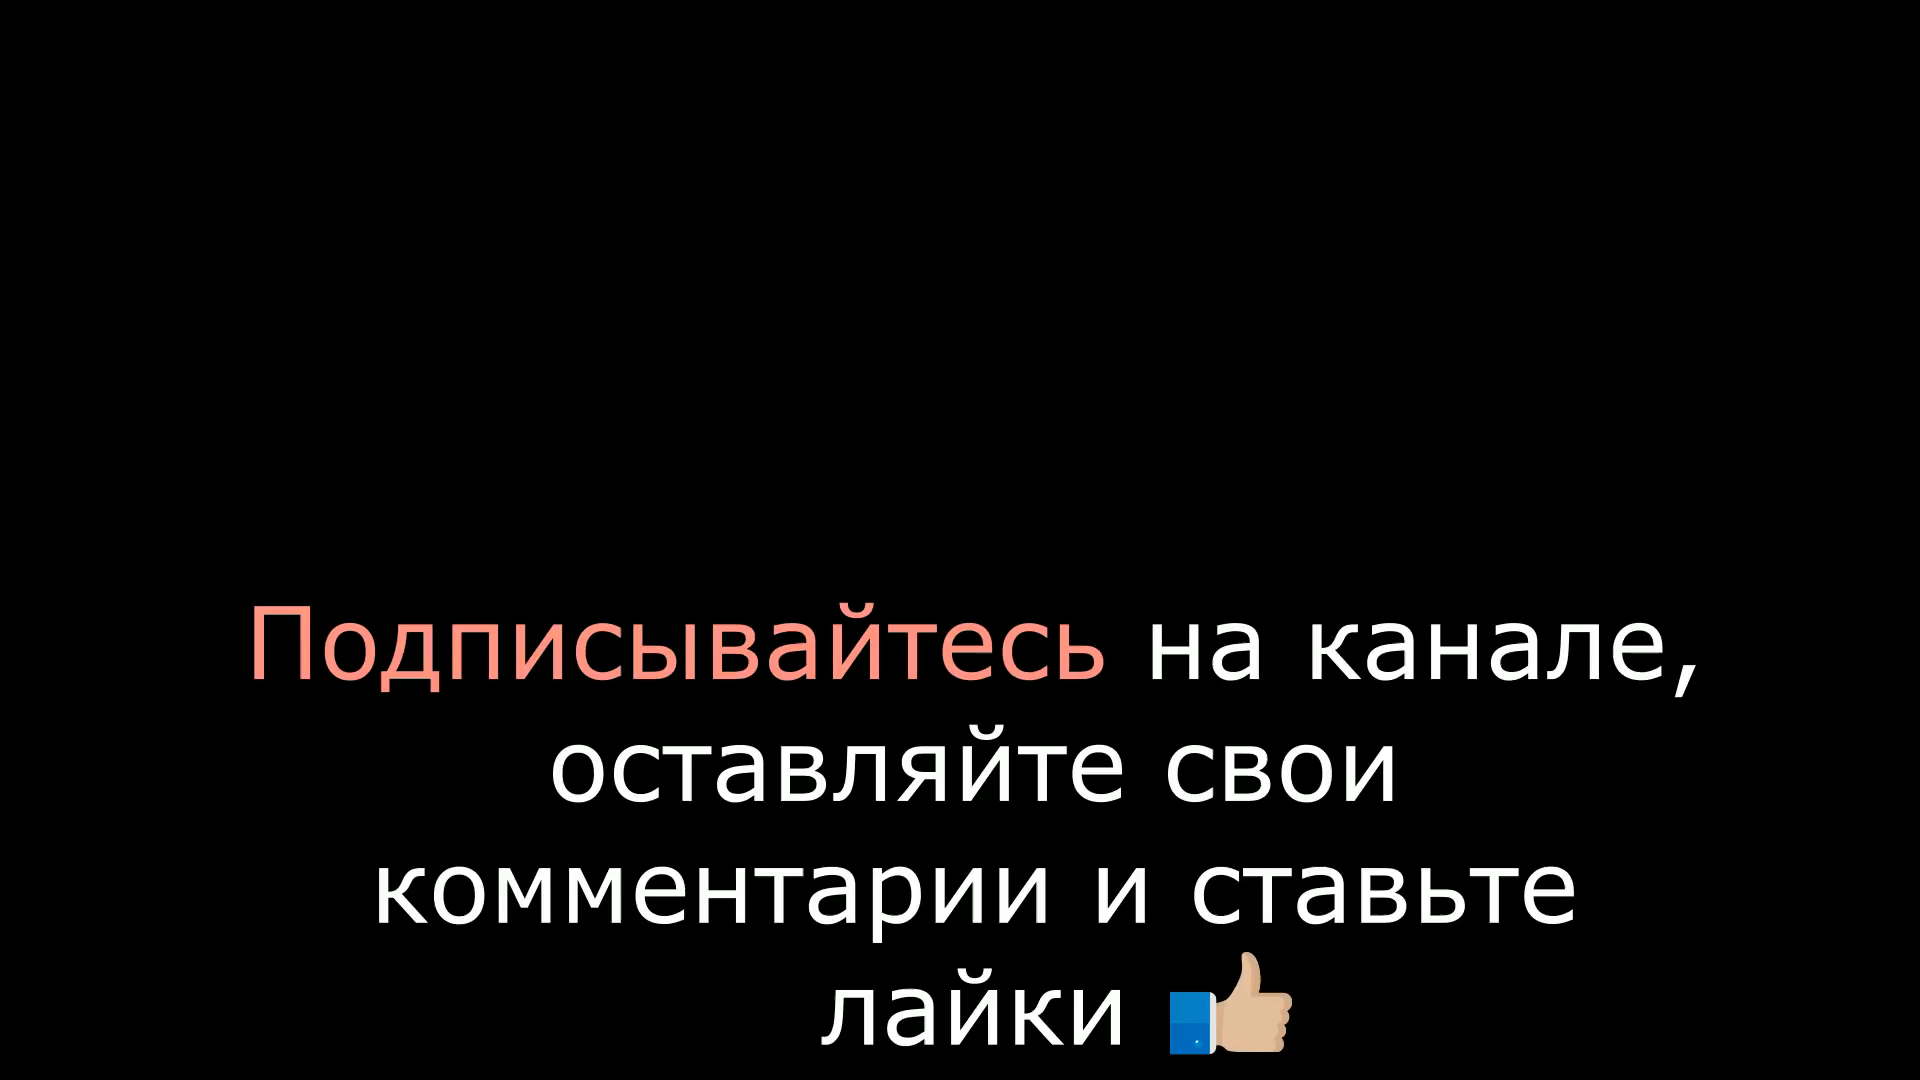 Подписывайтесь на канале,
оставляйте свои
комментарии и ставьте
лайки